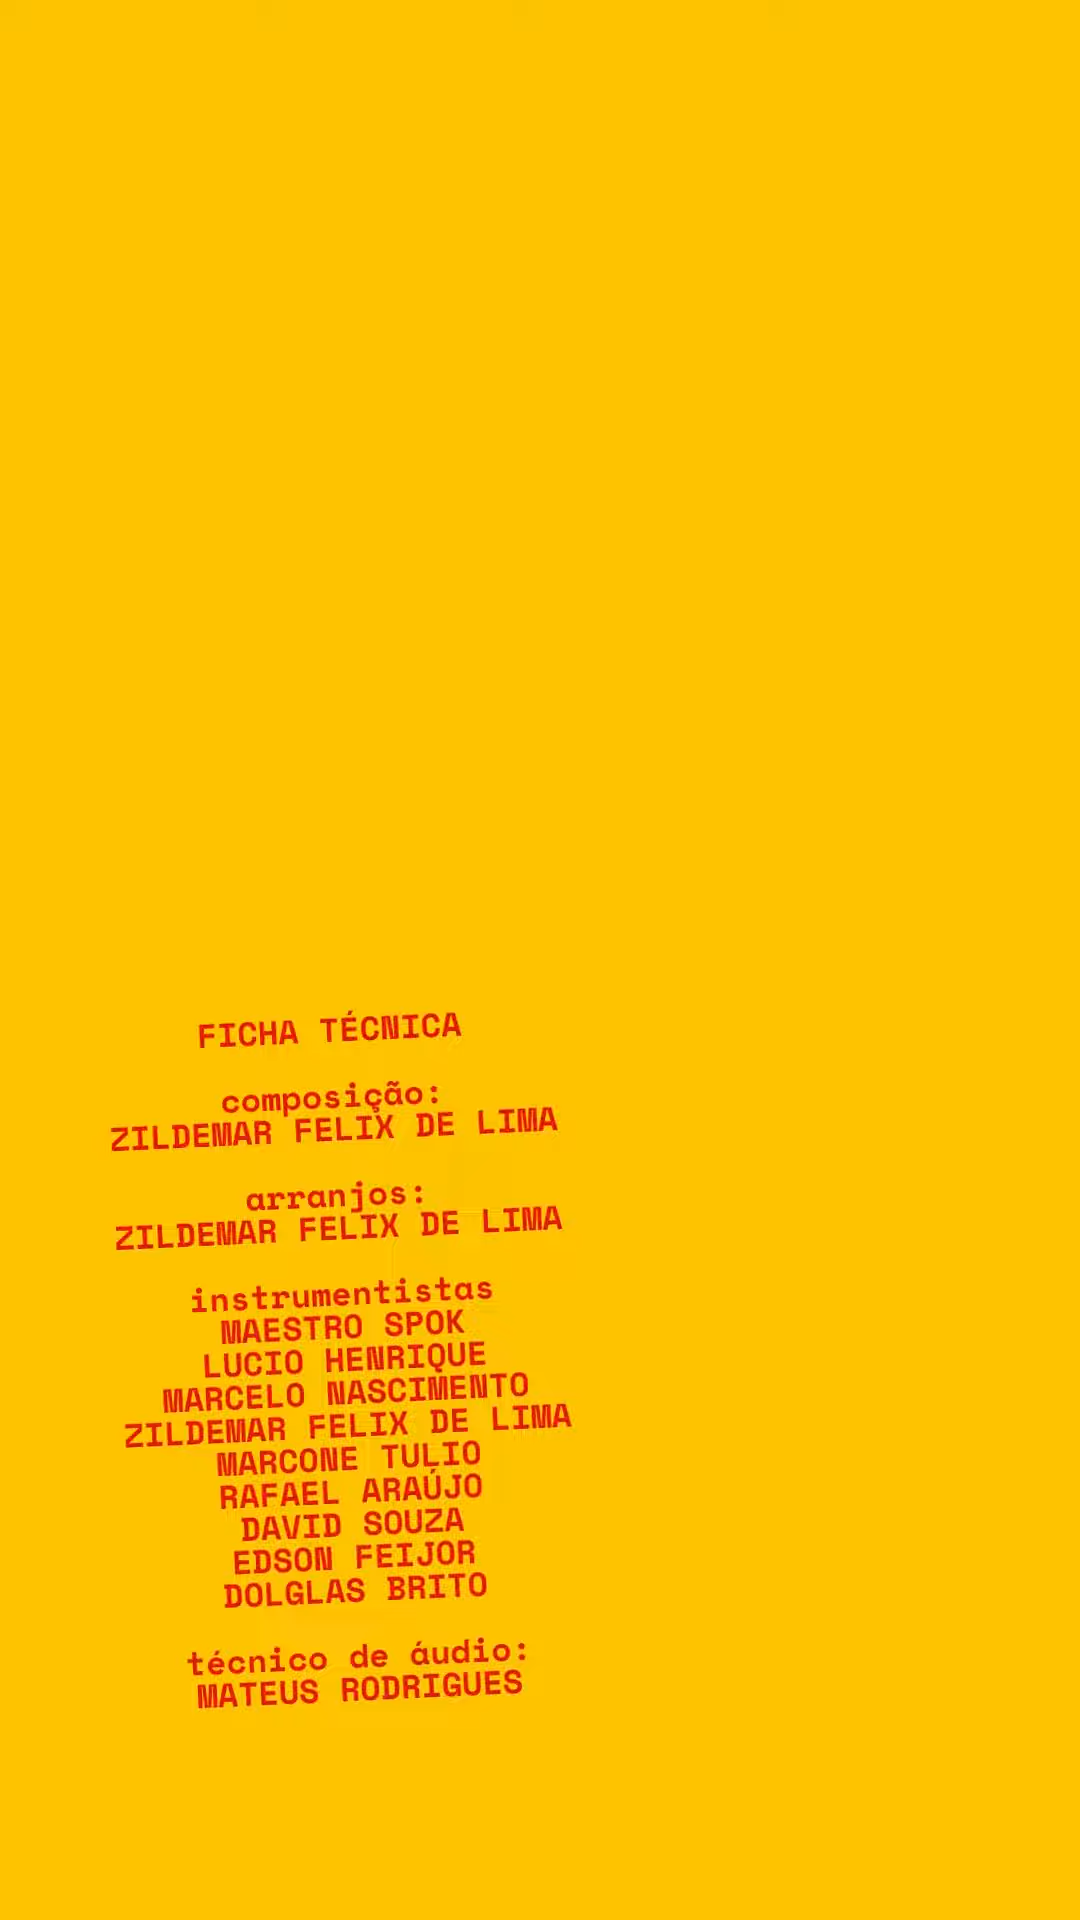 FICHA TÉCNICA
composição:
ZILDEMAR FELIX DE LIMA
arranjos:
ZILDEMAR FELIX DE LIMA
instrumentistas
MAESTRO SPOK
LUCIO HENRIQUE
MARCELO NASCIMENTO
ZILDEMAR FELIX DE LIMA
MARCONE TULIO
RAFAEL ARAÚJO
DAVID SOUZA
EDSON FEIJOR
DOLGLAS BRITO
técnico de áudio:
MATEUS RODRIGUES